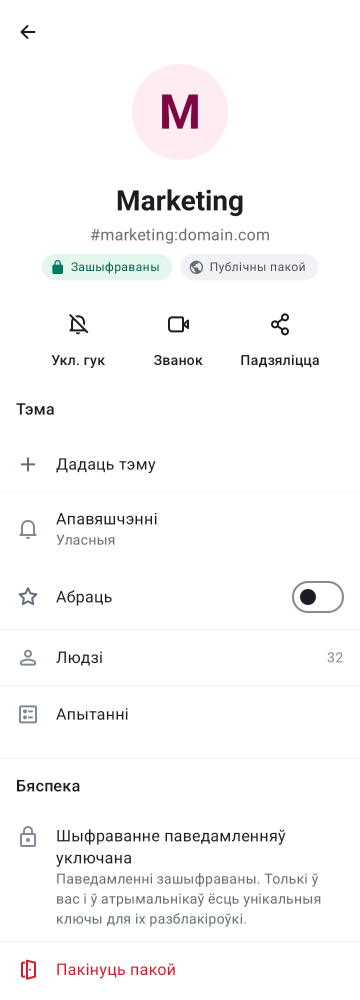 M
Marketing
#marketing:domain.com
Зашыфраваны
Публічны пакой
Укл. гук
Званок
Падзяліцца
Тэма
Дадаць тэму
Апавяшчэнні
Уласныя
Абраць
Людзі
32
Апытанні
Бяспека
Шыфраванне паведамленняў
уключана
Паведамленні зашыфраваны. Толькі ў
вас і ў атрымальнікаў ёсць унікальныя
ключы для іх разблакіроўкі.
Пакінуць пакой